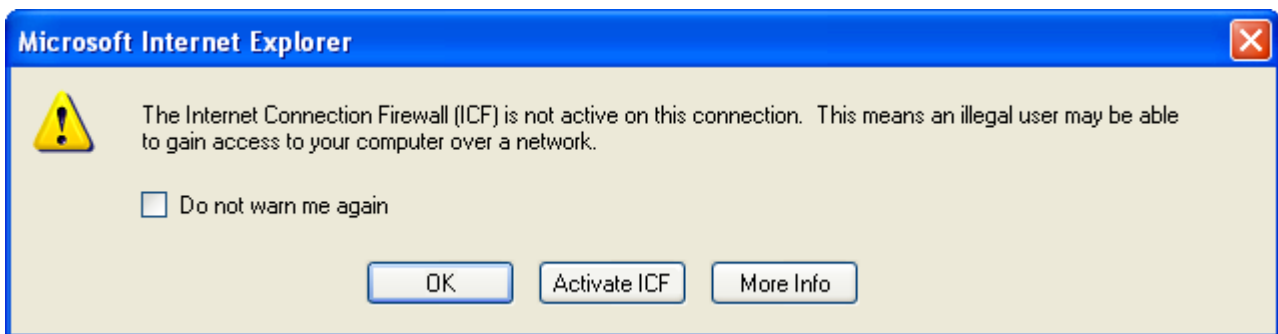 Microsoft Internet Explorer
The Internet Connection Firewall (ICF) is not active on this connection.  This means an illegal user may be able
to gain access to your computer over a network.
Do not warn me again
OK Activate ICF More Info